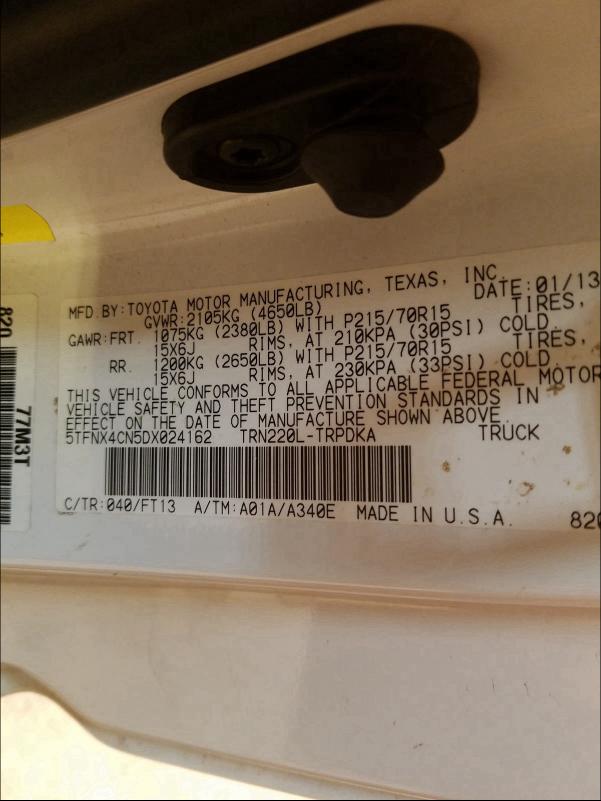 MFD.BY:TOYOTA MOTOR MANUFACTURING, TEXAS, INC.
GVWR:2105KG (4650LB) DATE:01/13
GAWR:FRT. 1075KG (2380LB) WITH P215/70R15 TIRES,
15X6J RIMS, AT 210KPA (30PSI) COLD.
RR. 1200KG (2650LB) WITH P215/70R15 TIRES,
15X6J RIMS, AT 230KPA (33PSI) COLD.
THIS VEHICLE CONFORMS TO ALL APPLICABLE FEDERAL MOTOR
VEHICLE SAFETY AND THEFT PREVENTION STANDARDS IN
EFFECT ON THE DATE OF MANUFACTURE SHOWN ABOVE.
5TFNX4CN5DX024162 TRN220L-TRPDKA TRUCK
C/TR:040/FT13 A/TM:A01A/A340E MADE IN U.S.A. 820
820
77M3T